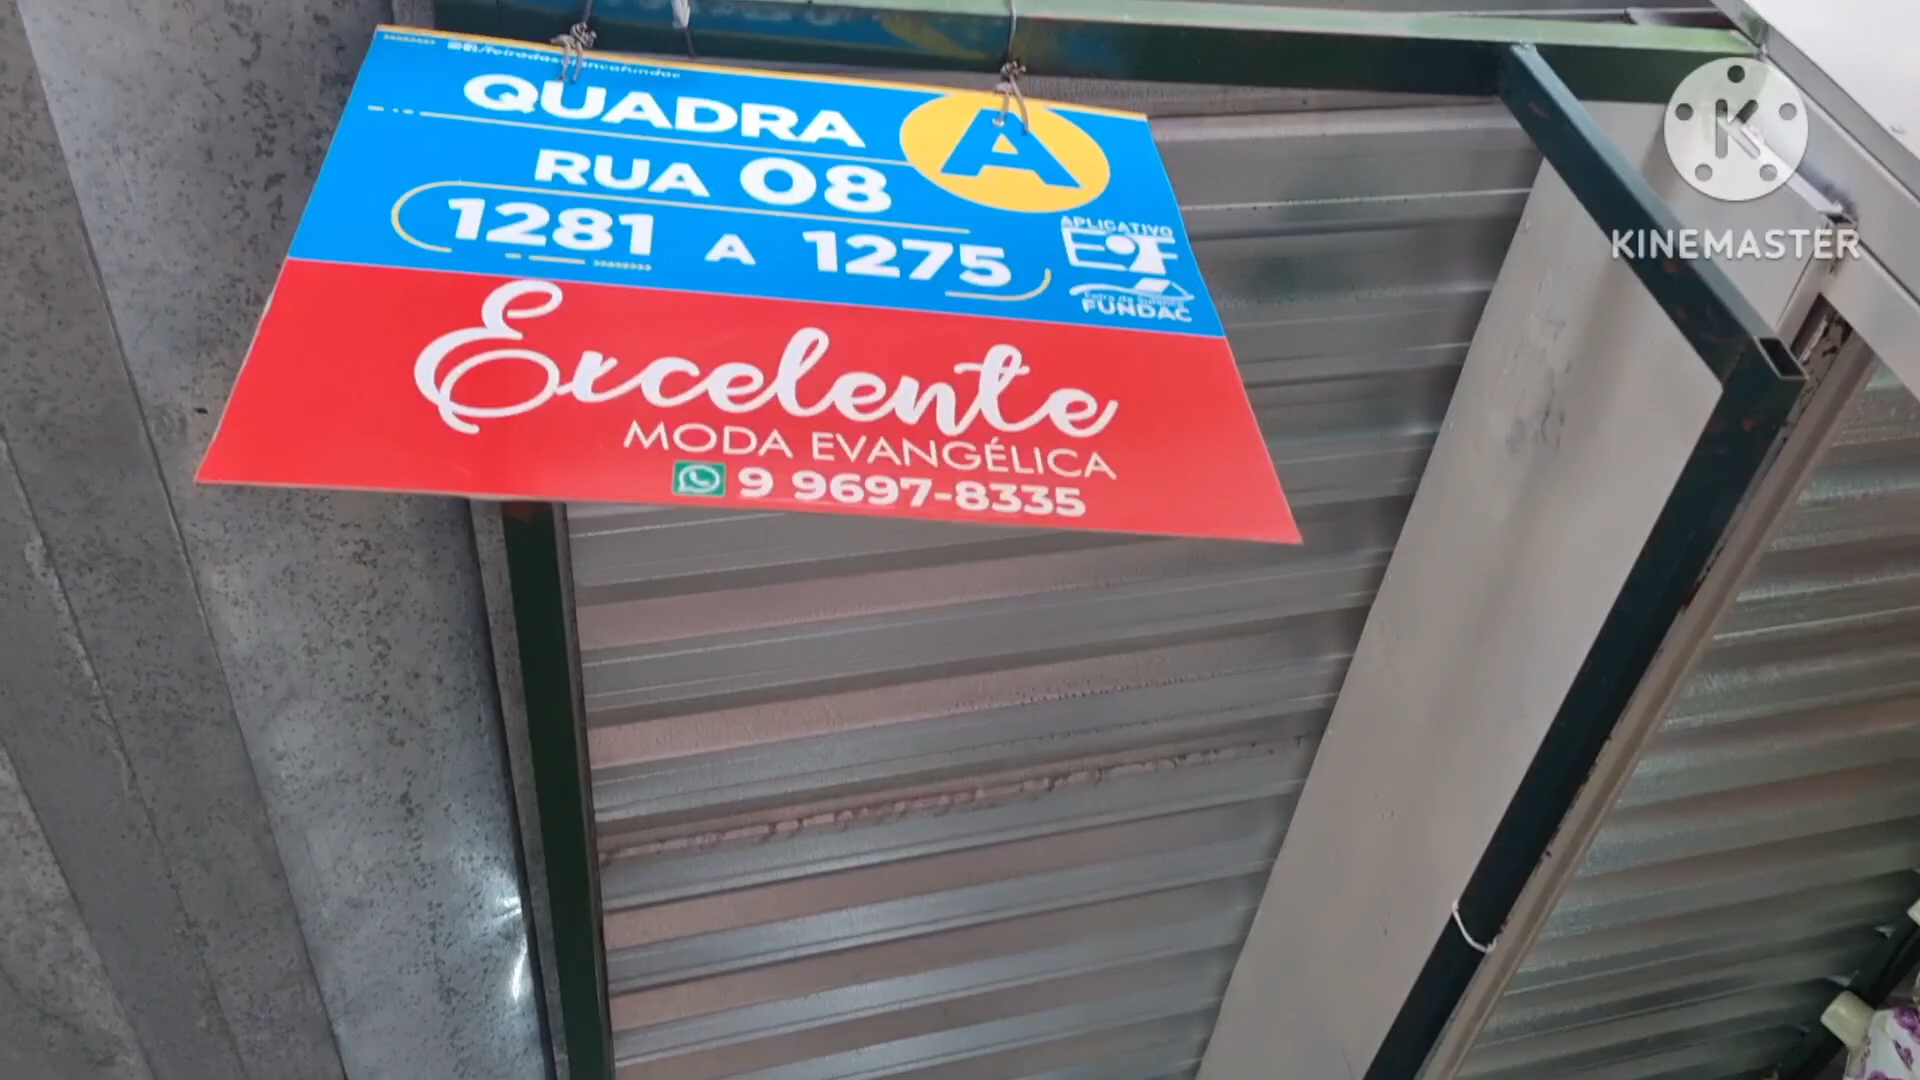 QUADRA A
RUA 08
1281 A 1275
APLICATIVO
FUNDAC
Excelente
MODA EVANGÉLICA
9 9697-8335
K
KINEMASTER